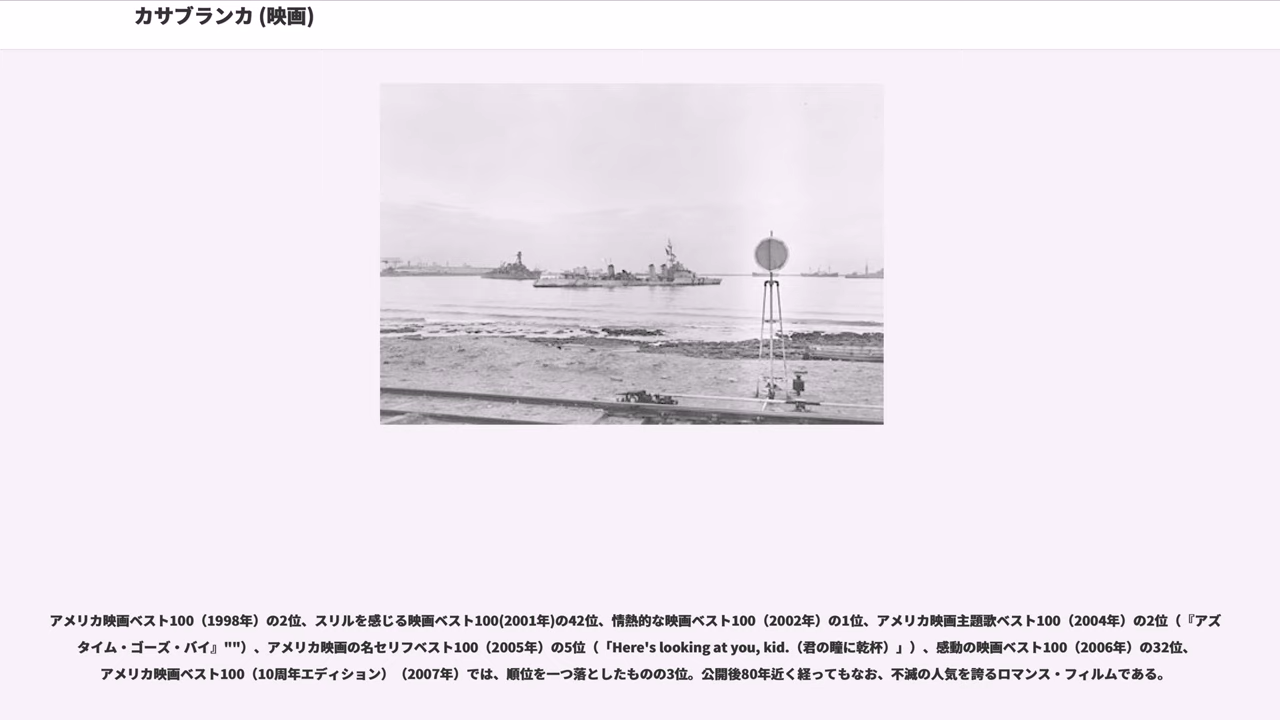 カサブランカ (映画)
アメリカ映画ベスト100（1998年）の2位、スリルを感じる映画ベスト100(2001年)の42位、情熱的な映画ベスト100（2002年）の1位、アメリカ映画主題歌ベスト100（2004年）の2位（『アズ
タイム・ゴーズ・バイ』""）、アメリカ映画の名セリフベスト100（2005年）の5位（「Here's looking at you, kid.（君の瞳に乾杯）」）、感動の映画ベスト100（2006年）の32位、
アメリカ映画ベスト100（10周年エディション）（2007年）では、順位を一つ落としたものの3位。公開後80年近く経ってもなお、不滅の人気を誇るロマンス・フィルムである。